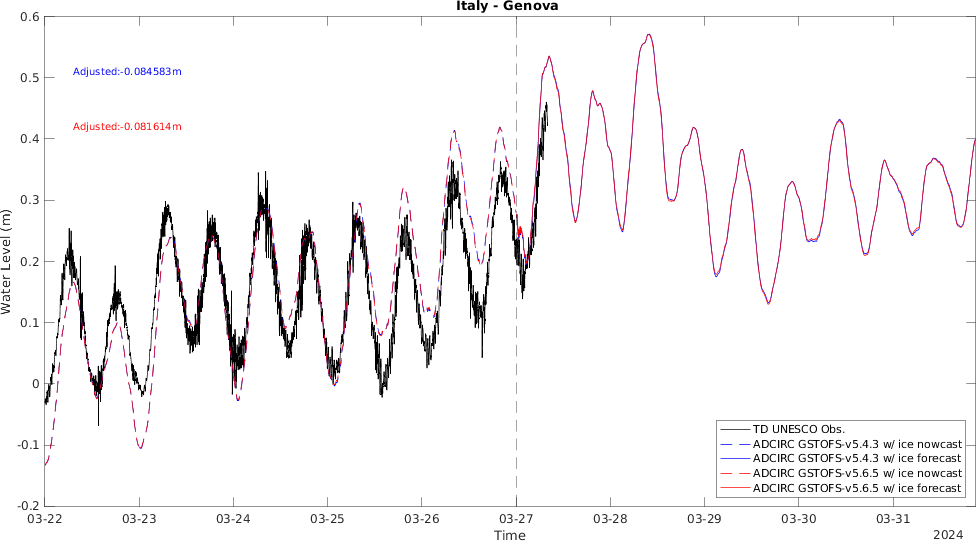 Italy - Genova
0.6
0.5
0.4
0.3
0.2
0.1
0
-0.1
-0.2
Water Level (m)
Adjusted:-0.084583m
Adjusted:-0.081614m
TD UNESCO Obs.
ADCIRC GSTOFS-v5.4.3 w/ ice nowcast
ADCIRC GSTOFS-v5.4.3 w/ ice forecast
ADCIRC GSTOFS-v5.6.5 w/ ice nowcast
ADCIRC GSTOFS-v5.6.5 w/ ice forecast
03-22 03-23 03-24 03-25 03-26 03-27 03-28 03-29 03-30 03-31
Time
2024